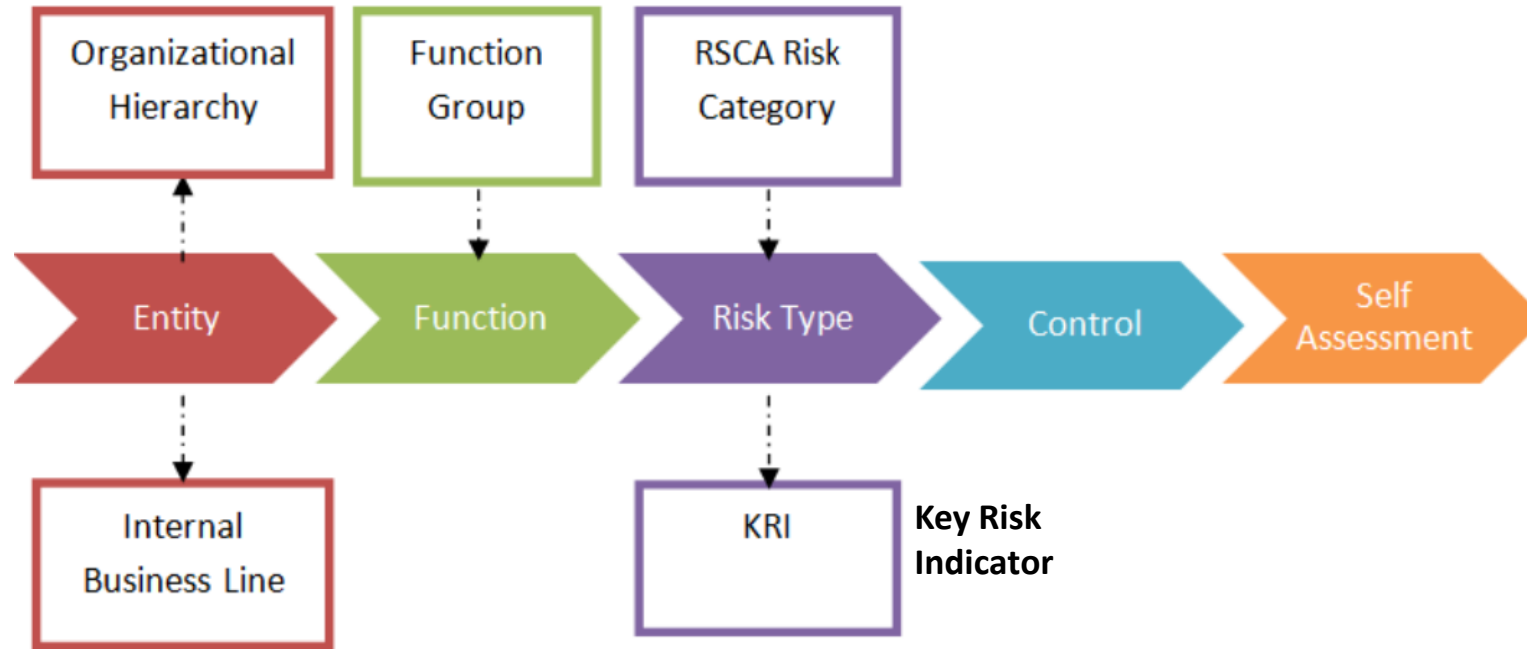 Organizational
Hierarchy
Function
Group
RSCA Risk
Category
Entity
Function
Risk Type
Control
Self
Assessment
Internal
Business Line
KRI
Key Risk
Indicator